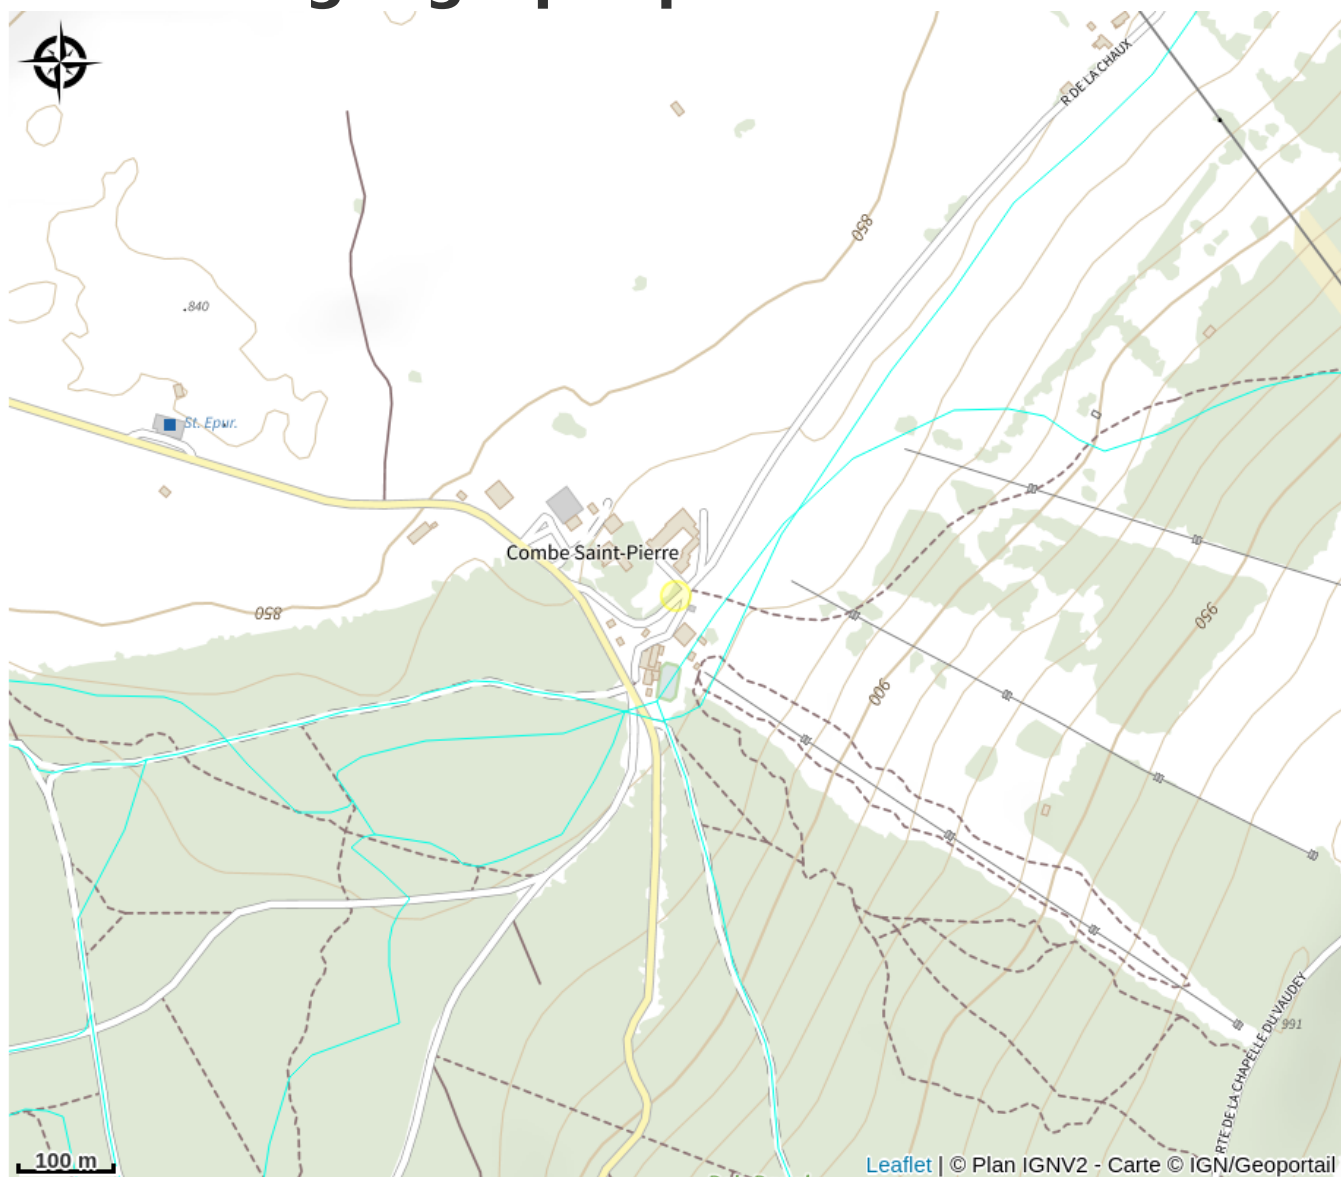 R DE LA CHAUX
850
840
St. Epur.
Combe Saint-Pierre
850
950
900
991
RTE DE LA CHAPELLE DU VAUDEY
100 m
Leaflet | © Plan IGNV2 - Carte © IGN/Geoportail